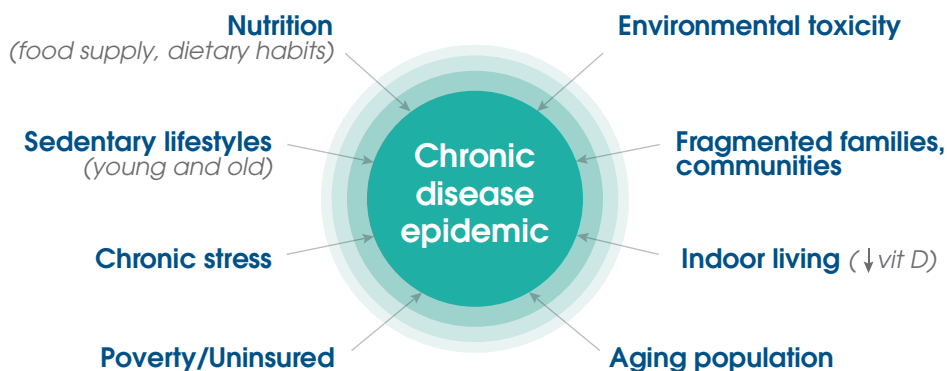 Nutrition
(food supply, dietary habits)
Sedentary lifestyles
(young and old)
Chronic stress
Poverty/Uninsured
Chronic
disease
epidemic
Environmental toxicity
Fragmented families,
communities
Indoor living (↓vit D)
Aging population